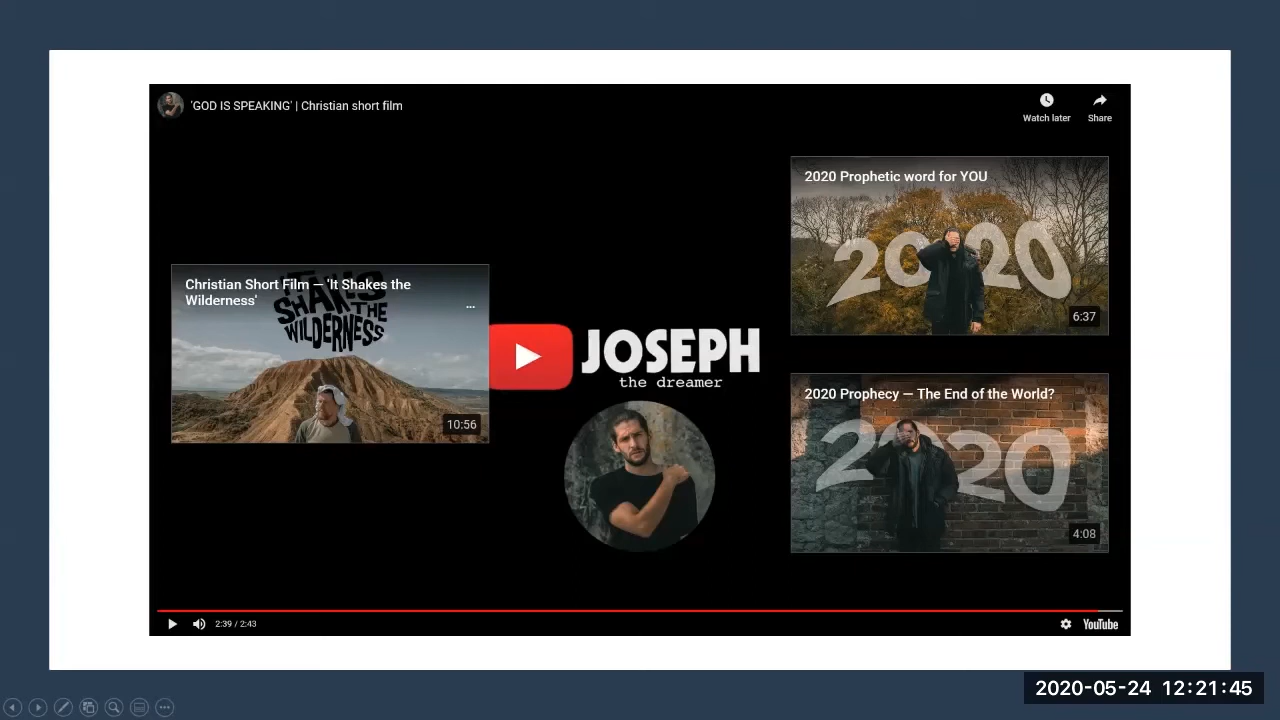 'GOD IS SPEAKING' | Christian short film
Watch later
Share
2020 Prophetic word for YOU
2020
6:37
Christian Short Film — 'It Shakes the
Wilderness'
IT
SHAKES
THE
WILDERNESS
10:56
JOSEPH
the dreamer
2020 Prophecy — The End of the World?
2020
4:08
2:39 / 2:43
YouTube
2020-05-24 12:21:45